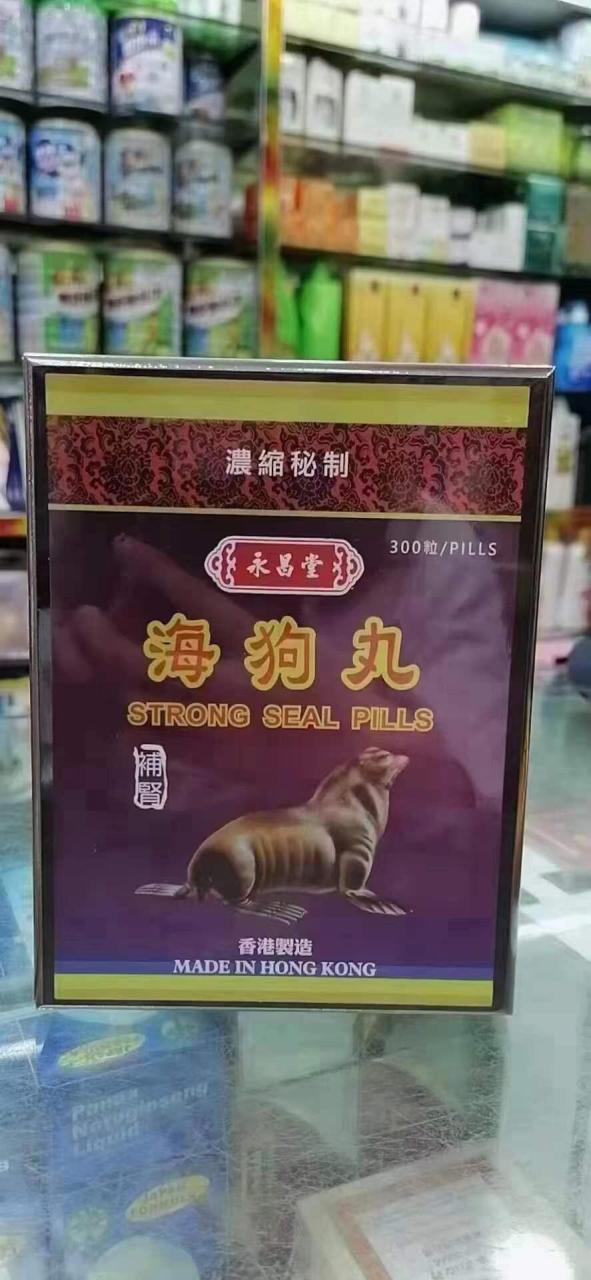 濃縮秘制
永昌堂
300粒/PILLS
海狗丸
STRONG SEAL PILLS
補腎
香港製造
MADE IN HONG KONG